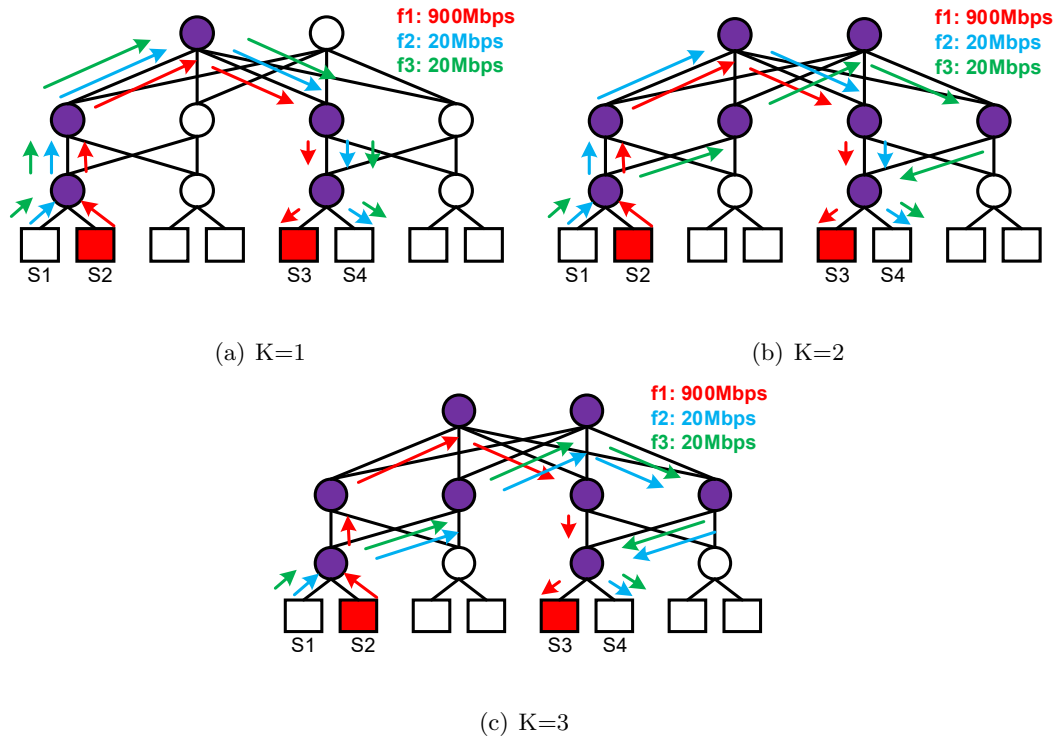 f1: 900Mbps
f2: 20Mbps
f3: 20Mbps
S1 S2 S3 S4
(a) K=1
f1: 900Mbps
f2: 20Mbps
f3: 20Mbps
S1 S2 S3 S4
(b) K=2
f1: 900Mbps
f2: 20Mbps
f3: 20Mbps
S1 S2 S3 S4
(c) K=3